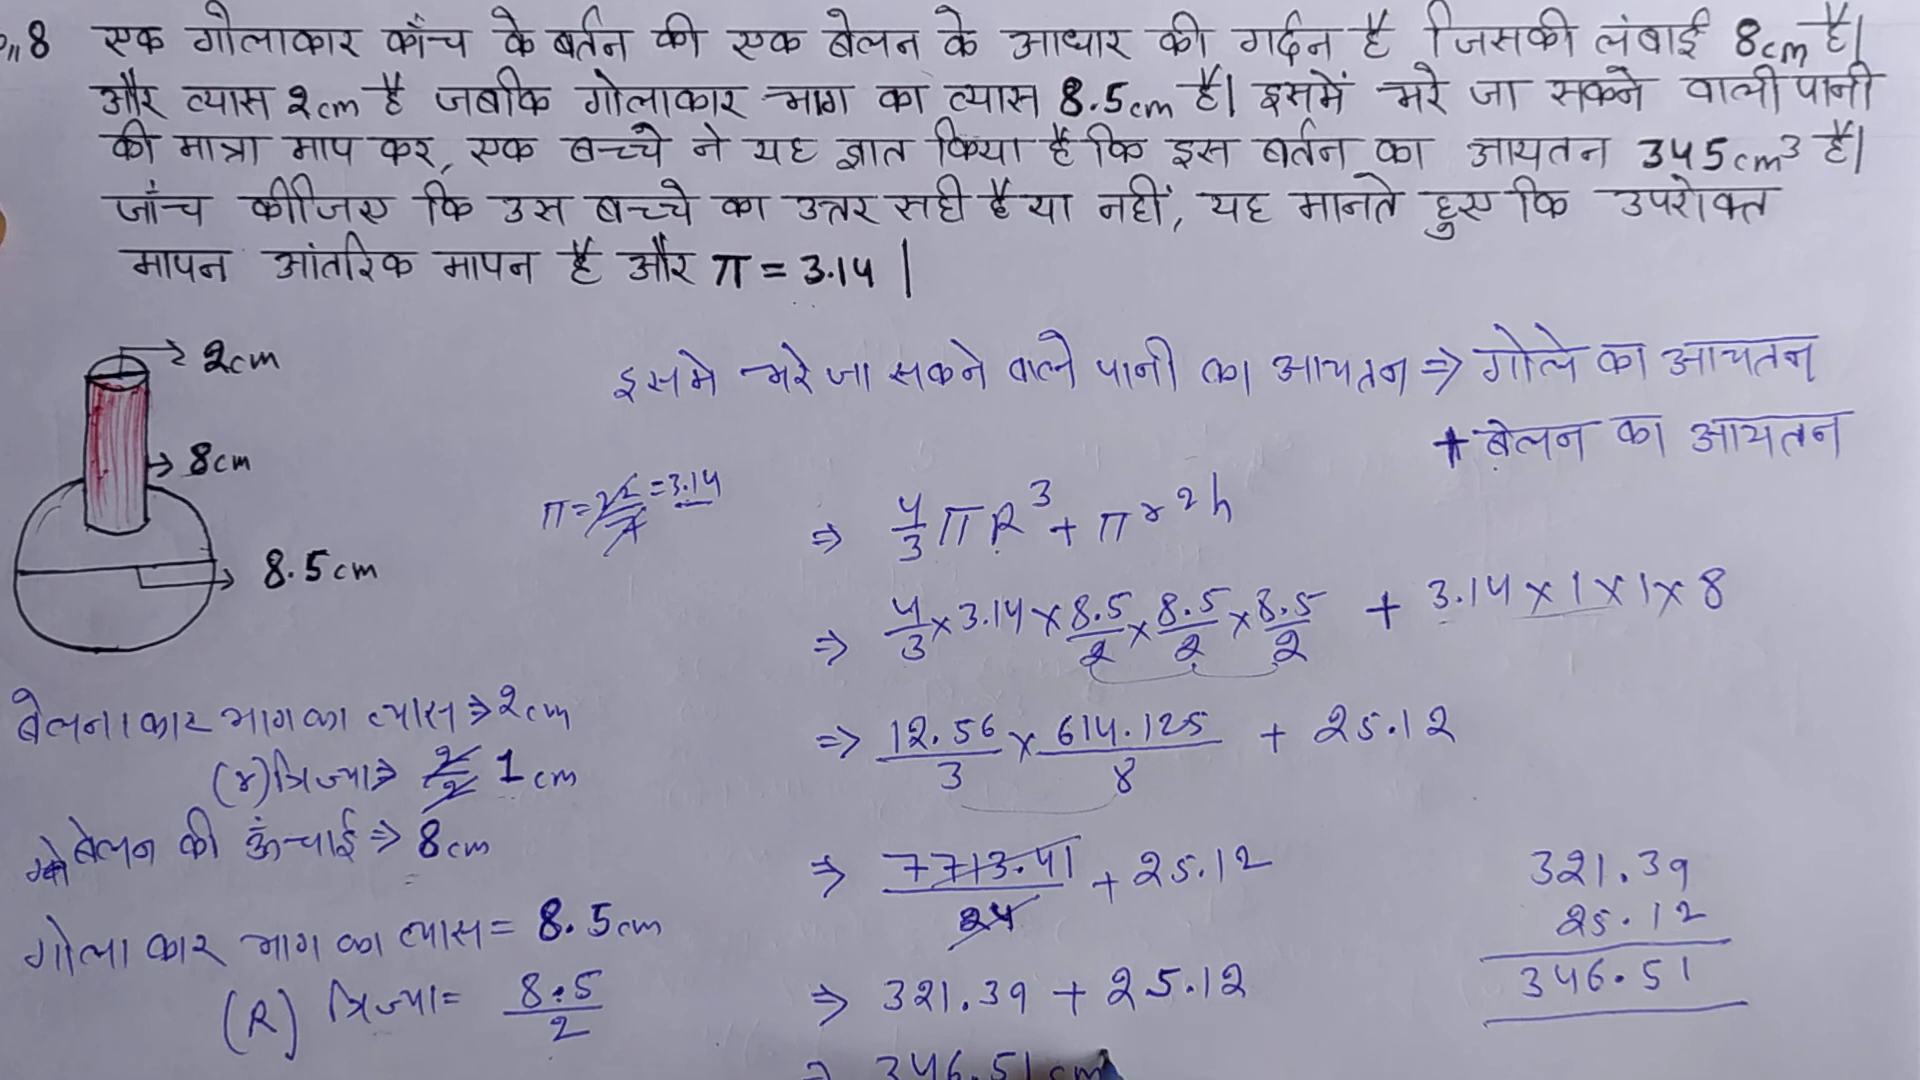 8 एक गोलाकार काँच के बर्तन की एक बेलन के आधार की गर्दन है जिसकी लंबाई 8cm है।
और व्यास 2cm है जबकि गोलाकार भाग का व्यास 8.5cm है। इसमें भरे जा सकने वाली पानी
की मात्रा माप कर, एक बच्चे ने यह ज्ञात किया है कि इस बर्तन का आयतन 345cm³ है।
जाँच कीजिए कि उस बच्चे का उत्तर सही है या नहीं, यह मानते हुए कि उपरोक्त
मापन आंतरिक मापन है और π = 3.14 |
2cm
8cm
8.5cm
बेलनाकार भाग का व्यास ⇒ 2cm
(r) त्रिज्या ⇒ 2/2 1cm
बेलन की ऊँचाई ⇒ 8cm
गोलाकार भाग का व्यास = 8.5cm
(R) त्रिज्या = 8.5/2
इसमे भरे जा सकने वाले पानी का आयतन ⇒ गोले का आयतन
+ बेलन का आयतन
π = 22/7 = 3.14
⇒ 4/3 πR³ + πr²h
⇒ 4/3 × 3.14 × 8.5/2 × 8.5/2 × 8.5/2 + 3.14 × 1 × 1 × 8
⇒ 12.56/3 × 614.125/8 + 25.12
⇒ 7713.41/24 + 25.12
⇒ 321.39 + 25.12
⇒ 346.51 cm
321.39
25.12
346.51